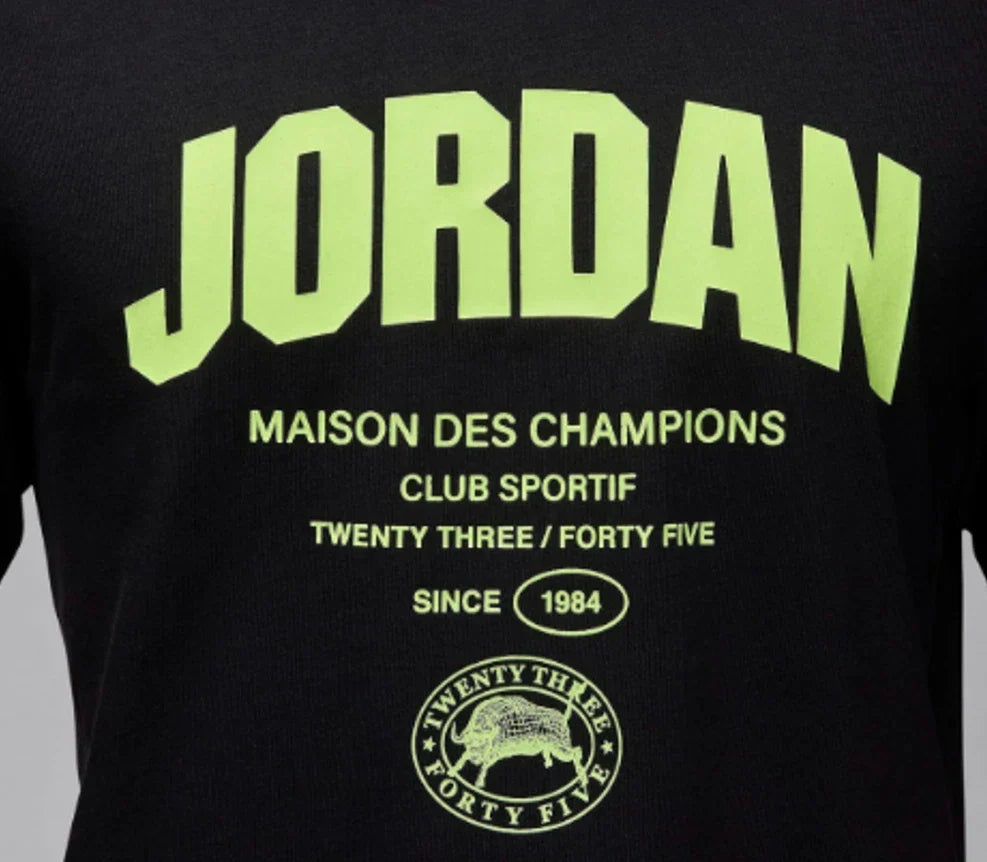 JORDAN
MAISON DES CHAMPIONS
CLUB SPORTIF
TWENTY THREE / FORTY FIVE
SINCE 1984
TWENTY THREE
FORTY FIVE